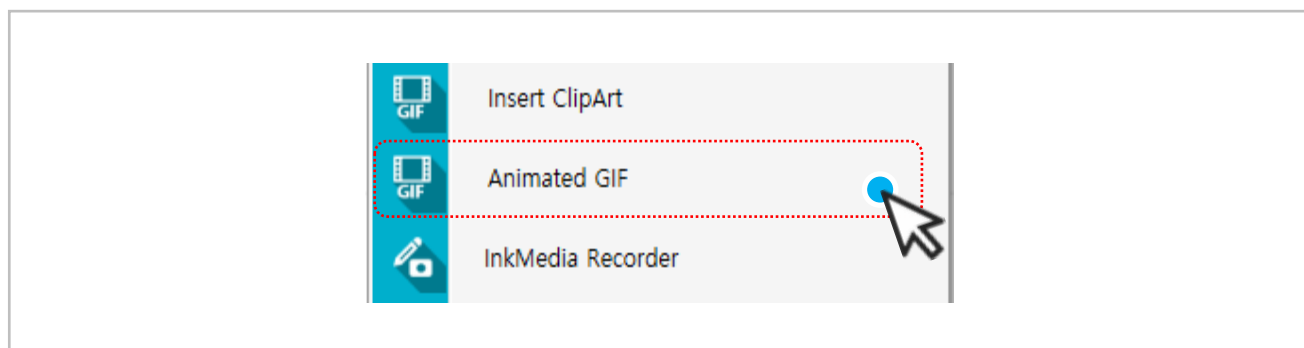 GIF
Insert ClipArt
GIF
Animated GIF
InkMedia Recorder